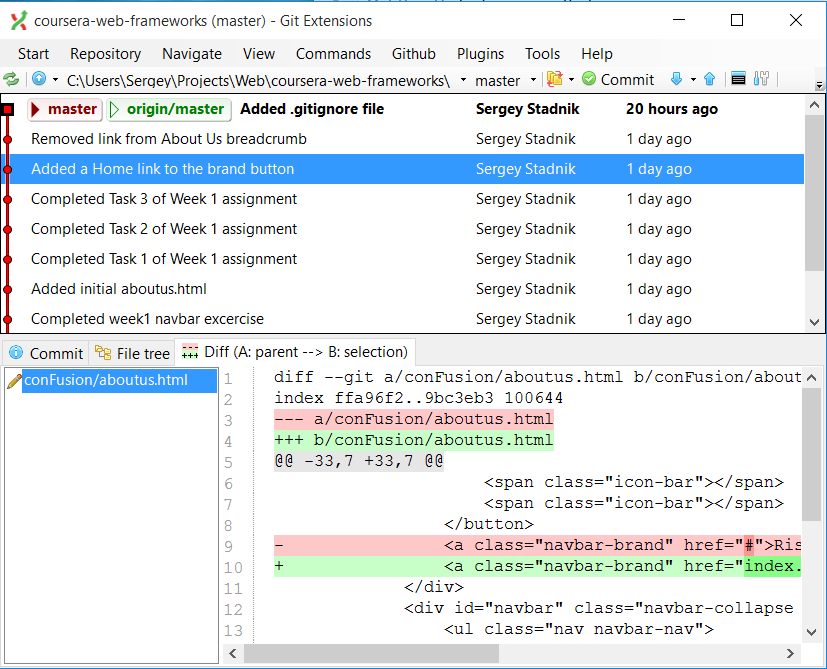 coursera-web-frameworks (master) - Git Extensions
Start Repository Navigate View Commands Github Plugins Tools Help
C:\Users\Sergey\Projects\Web\coursera-web-frameworks\ master Commit
master origin/master Added .gitignore file Sergey Stadnik 20 hours ago
Removed link from About Us breadcrumb Sergey Stadnik 1 day ago
Added a Home link to the brand button Sergey Stadnik 1 day ago
Completed Task 3 of Week 1 assignment Sergey Stadnik 1 day ago
Completed Task 2 of Week 1 assignment Sergey Stadnik 1 day ago
Completed Task 1 of Week 1 assignment Sergey Stadnik 1 day ago
Added initial aboutus.html Sergey Stadnik 1 day ago
Completed week1 navbar excercise Sergey Stadnik 1 day ago
Commit File tree Diff (A: parent --> B: selection)
conFusion/aboutus.html
1 diff --git a/conFusion/aboutus.html b/conFusion/about
2 index ffa96f2..9bc3eb3 100644
3 --- a/conFusion/aboutus.html
4 +++ b/conFusion/aboutus.html
5 @@ -33,7 +33,7 @@
6 <span class="icon-bar"></span>
7 <span class="icon-bar"></span>
8 </button>
9 - <a class="navbar-brand" href="#">Ris
10 + <a class="navbar-brand" href="index.
11 </div>
12 <div id="navbar" class="navbar-collapse
13 <ul class="nav navbar-nav">